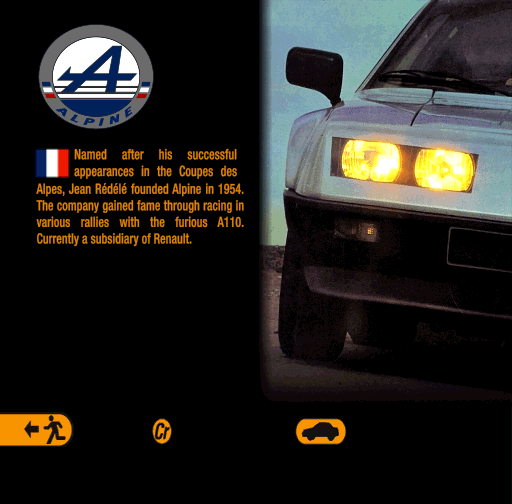 A
ALPINE
Named after his successful
appearances in the Coupes des
Alpes, Jean Rédélé founded Alpine in 1954.
The company gained fame through racing in
various rallies with the furious A110.
Currently a subsidiary of Renault.
Cr